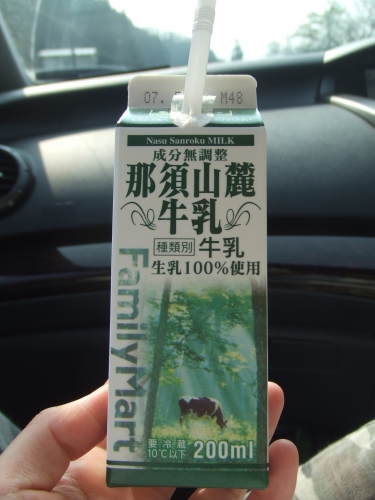 07. M48
Nasu Sanroku MILK
成分無調整
那須山麓
牛乳
種類別 牛乳
生乳100%使用
FamilyMart
要冷蔵
10℃以下
200ml